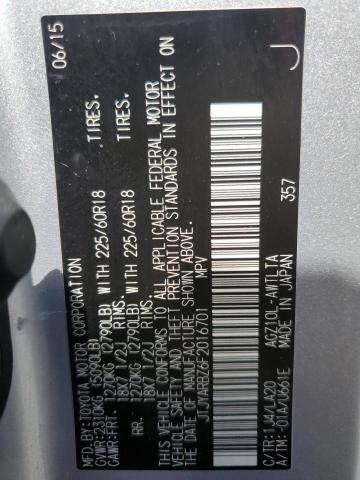 MFD.BY:TOYOTA MOTOR CORPORATION 06/15
GVWR:2310KG (5090LB)
GAWR:FRT. 1270KG (2790LB) WITH 225/60R18 TIRES,
18X7 1/2J RIMS,
RR. 1270KG (2790LB) WITH 225/60R18 TIRES,
18X7 1/2J RIMS.
THIS VEHICLE CONFORMS TO ALL APPLICABLE FEDERAL MOTOR
VEHICLE SAFETY AND THEFT PREVENTION STANDARDS IN EFFECT ON
THE DATE OF MANUFACTURE SHOWN ABOVE.
JTJYARBZ6F2016701 MPV
C/TR:1J4/LA20 AGZ10L-AWTLTA J
A/TM:-01A/U661E MADE IN JAPAN 357